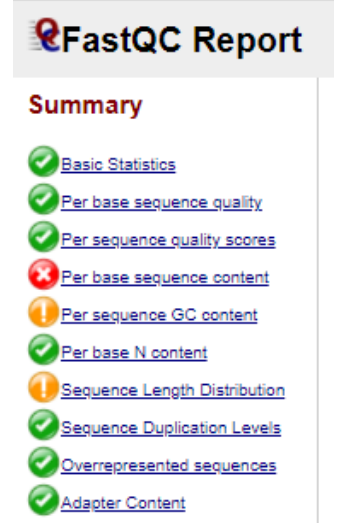 FastQC Report
Summary
Basic Statistics
Per base sequence quality
Per sequence quality scores
Per base sequence content
Per sequence GC content
Per base N content
Sequence Length Distribution
Sequence Duplication Levels
Overrepresented sequences
Adapter Content